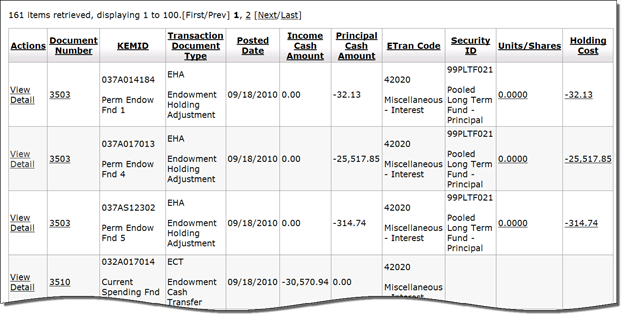 161 items retrieved, displaying 1 to 100.[First/Prev] 1, 2 [Next/Last]
Actions Document Number KEMID Transaction Document Type Posted Date Income Cash Amount Principal Cash Amount ETran Code Security ID Units/Shares Holding Cost
View Detail 3503 037A014184 Perm Endow Fnd 1 EHA Endowment Holding Adjustment 09/18/2010 0.00 -32.13 42020 Miscellaneous - Interest 99PLTF021 Pooled Long Term Fund - Principal 0.0000 -32.13
View Detail 3503 037A017013 Perm Endow Fnd 4 EHA Endowment Holding Adjustment 09/18/2010 0.00 -25,517.85 42020 Miscellaneous - Interest 99PLTF021 Pooled Long Term Fund - Principal 0.0000 -25,517.85
View Detail 3503 037AS12302 Perm Endow Fnd 5 EHA Endowment Holding Adjustment 09/18/2010 0.00 -314.74 42020 Miscellaneous - Interest 99PLTF021 Pooled Long Term Fund - Principal 0.0000 -314.74
View Detail 3510 032A017014 Current Spending Fnd ECT Endowment Cash Transfer 09/18/2010 -30,570.94 0.00 42020 Miscellaneous